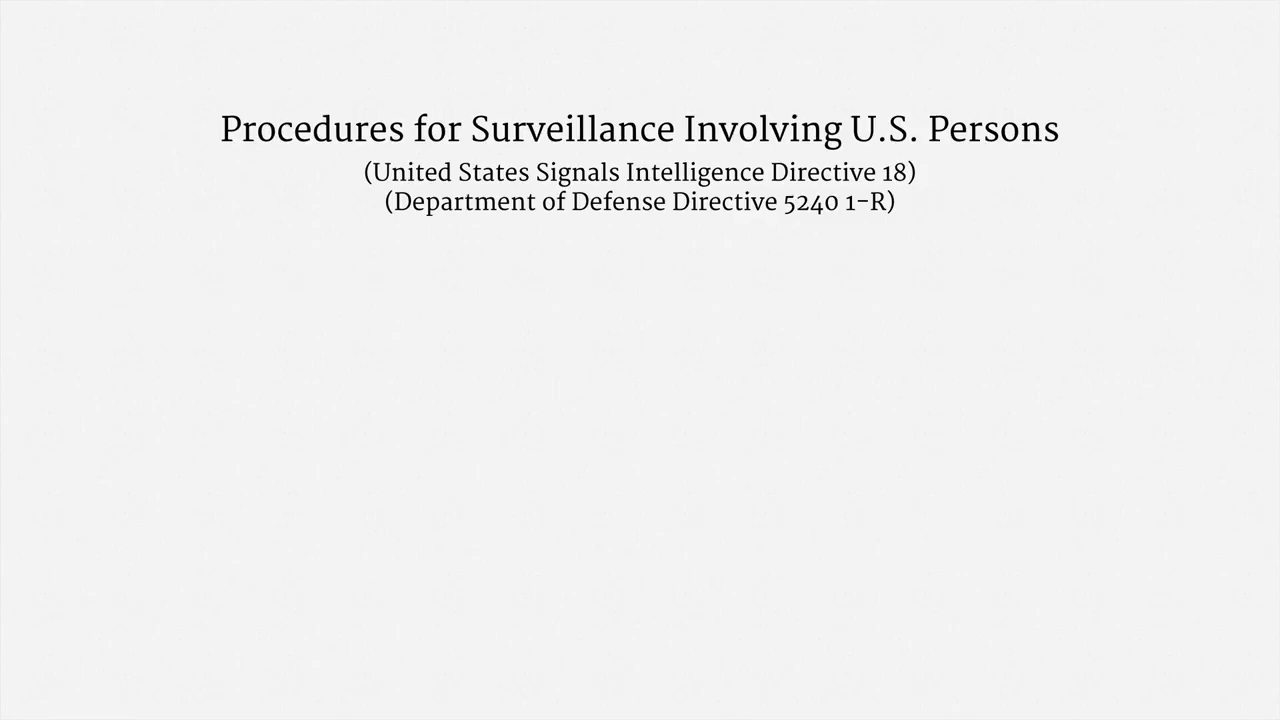 Procedures for Surveillance Involving U.S. Persons
(United States Signals Intelligence Directive 18)
(Department of Defense Directive 5240 1-R)